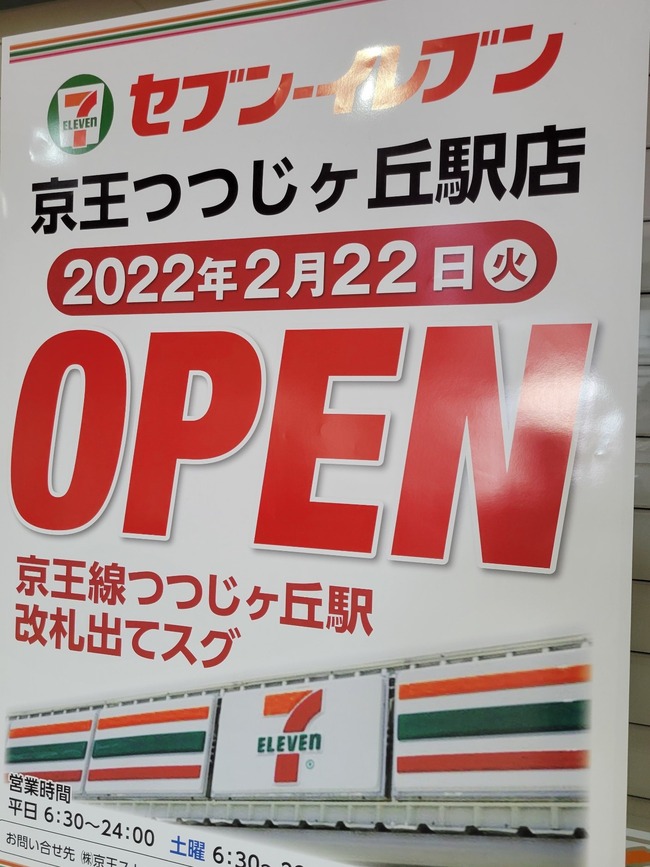 7
ELEVEN
セブン-イレブン
京王つつじヶ丘駅店
2022年2月22日火
OPEN
京王線つつじヶ丘駅
改札出てスグ
7
ELEVEN
®
営業時間
平日 6:30～24:00 土曜 6:30～
お問い合せ先 ㈱京王ス